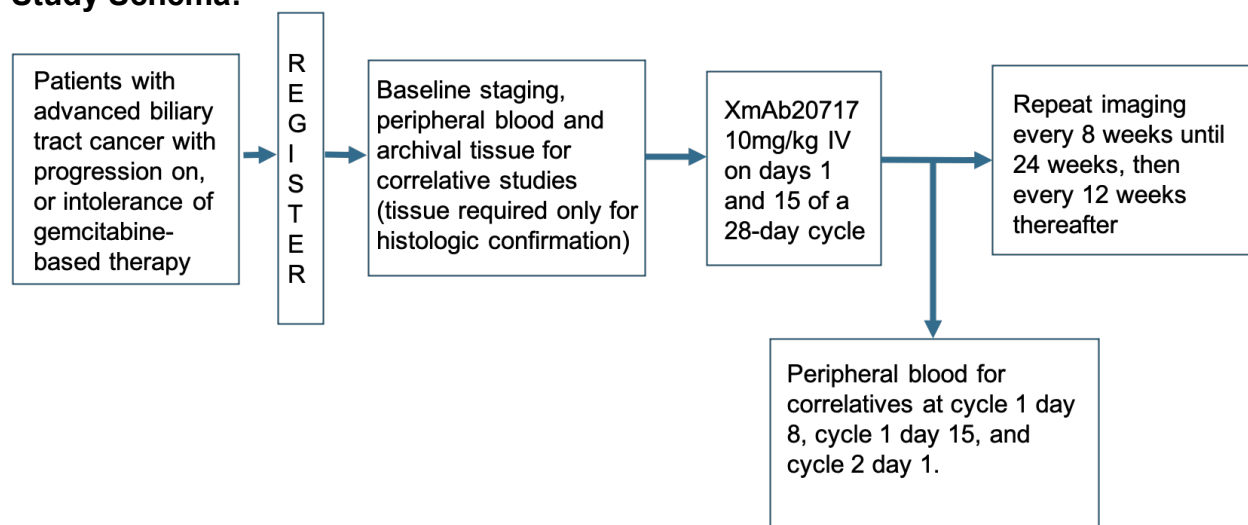 Study Schema:
Patients with
advanced biliary
tract cancer with
progression on,
or intolerance of
gemcitabine-
based therapy
R
E
G
I
S
T
E
R
Baseline staging,
peripheral blood and
archival tissue for
correlative studies
(tissue required only for
histologic confirmation)
XmAb20717
10mg/kg IV
on days 1
and 15 of a
28-day cycle
Repeat imaging
every 8 weeks until
24 weeks, then
every 12 weeks
thereafter
Peripheral blood for
correlatives at cycle 1 day
8, cycle 1 day 15, and
cycle 2 day 1.